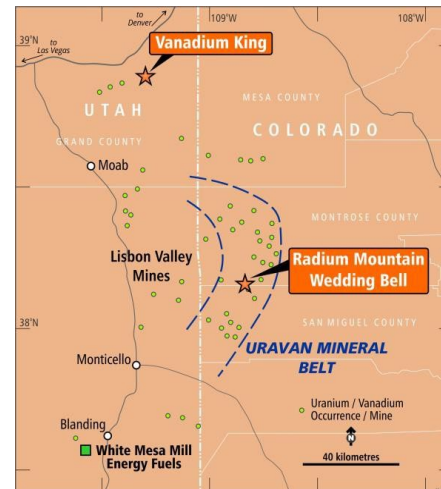 to
Denver
109°W
108°W
39°N
to
Las Vegas
Vanadium King
UTAH
MESA COUNTY
COLORADO
GRAND COUNTY
Moab
MONTROSE COUNTY
Lisbon Valley
Mines
Radium Mountain
Wedding Bell
38°N
SAN MIGUEL COUNTY
URAVAN MINERAL
BELT
Monticello
Uranium / Vanadium
Occurrence / Mine
Blanding
White Mesa Mill
Energy Fuels
N
40 kilometres